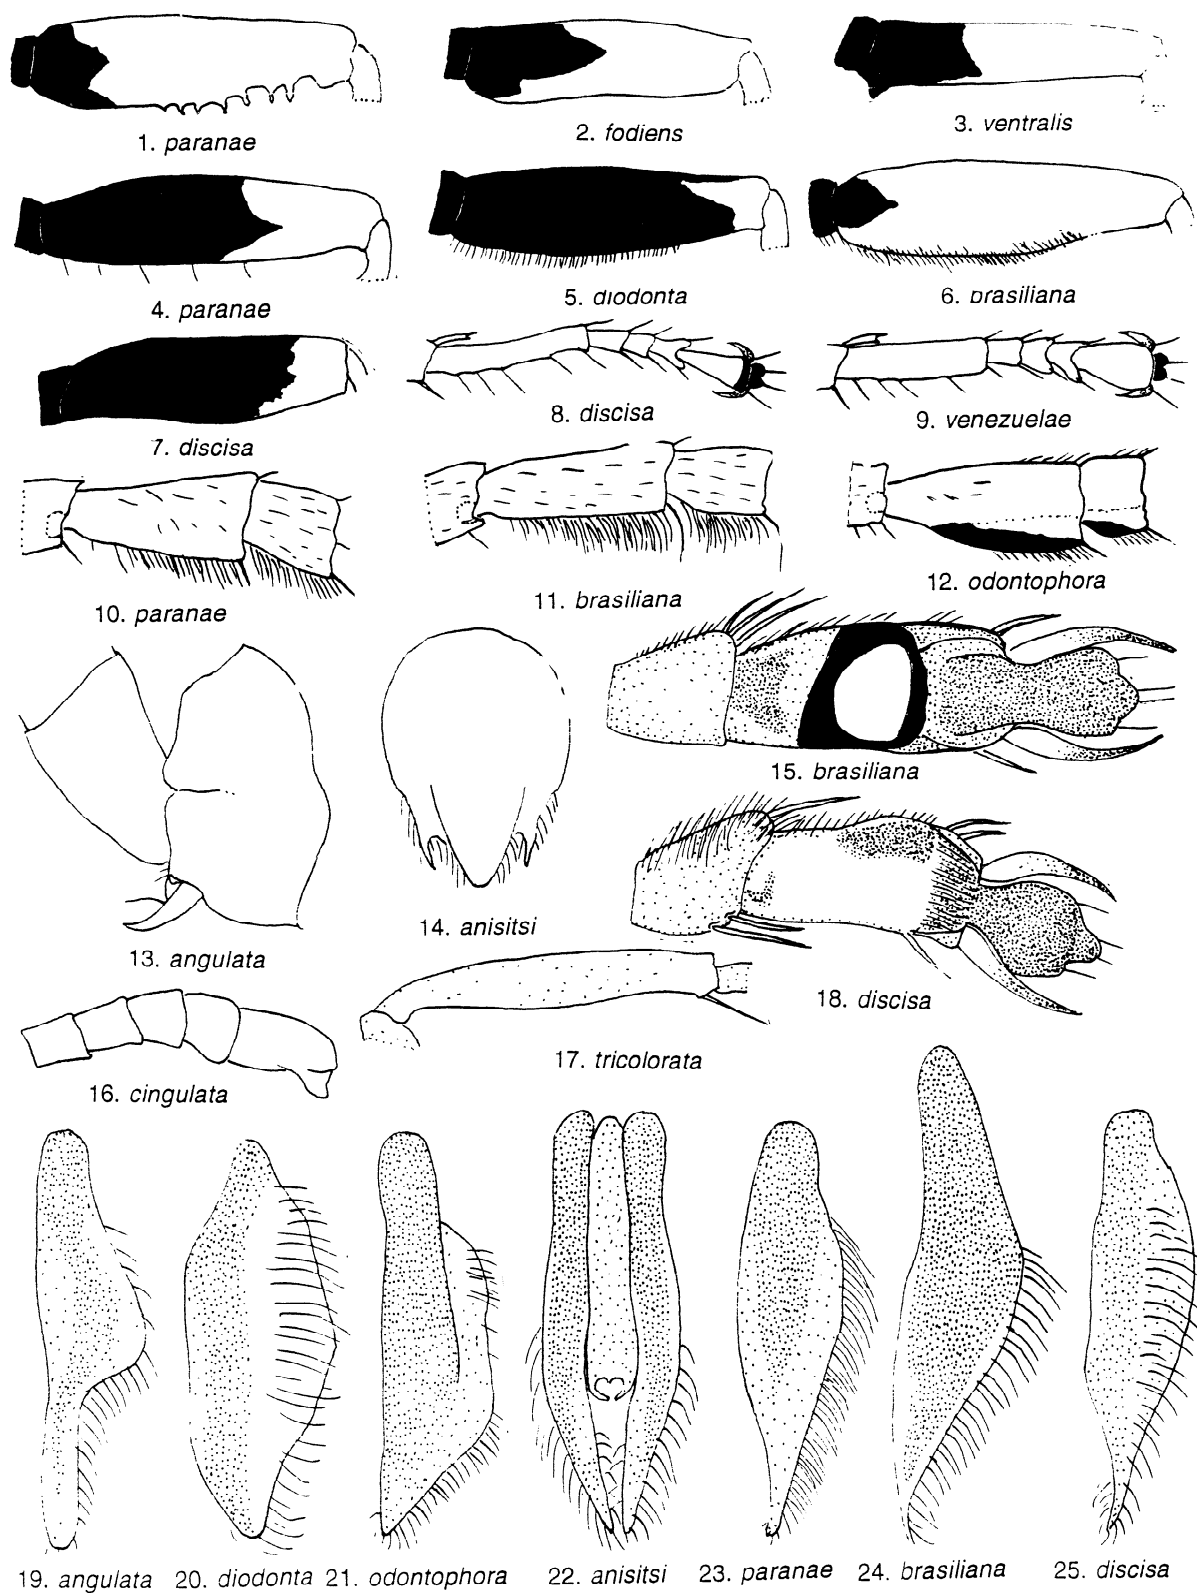 1. paranae
2. fodiens
3. ventralis
4. paranae
5. diodonta
6. brasiliana
7. discisa
8. discisa
9. venezuelae
10. paranae
11. brasiliana
12. odontophora
13. angulata
14. anisitsi
15. brasiliana
16. cingulata
17. tricolorata
18. discisa
19. angulata
20. diodonta
21. odontophora
22. anisitsi
23. paranae
24. brasiliana
25. discisa